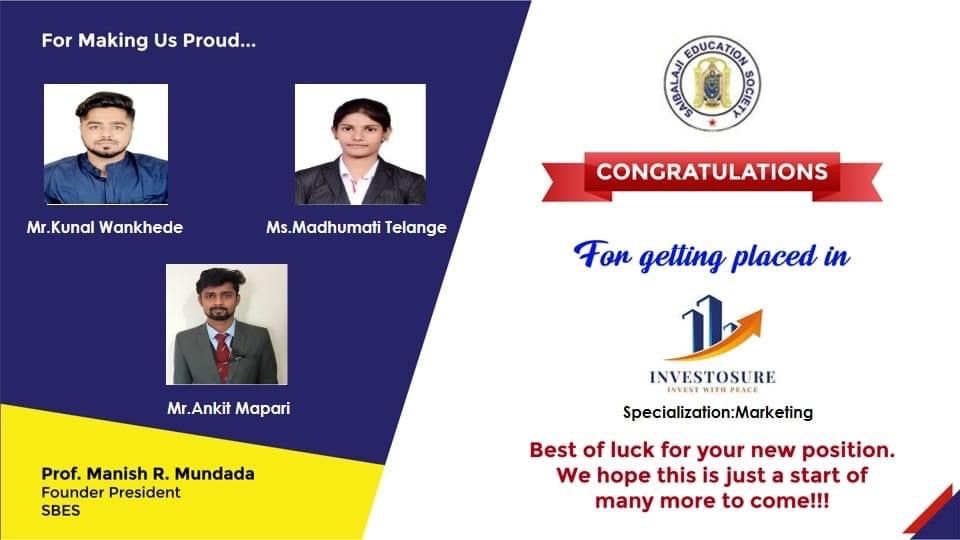 For Making Us Proud...
Mr.Kunal Wankhede
Ms.Madhumati Telange
Mr.Ankit Mapari
Prof. Manish R. Mundada
Founder President
SBES
SAIBALAJI EDUCATION SOCIETY
CONGRATULATIONS
For getting placed in
INVESTOSURE
INVEST WITH PEACE
Specialization:Marketing
Best of luck for your new position.
We hope this is just a start of
many more to come!!!